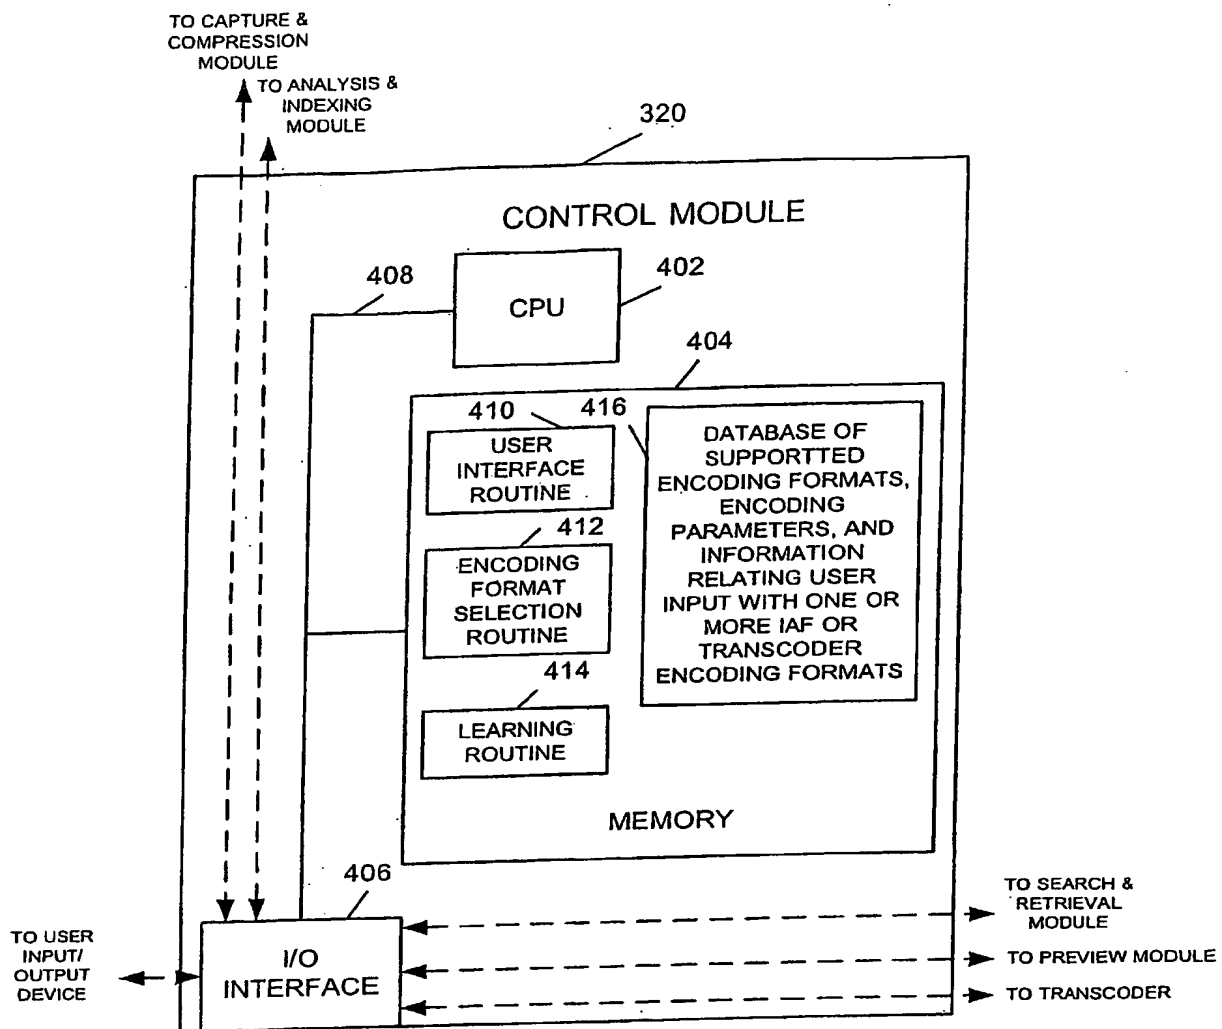 TO CAPTURE &
COMPRESSION
MODULE
TO ANALYSIS &
INDEXING
MODULE
320
CONTROL MODULE
408
402
CPU
404
410
416
USER
INTERFACE
ROUTINE
DATABASE OF
SUPPORTTED
ENCODING FORMATS,
ENCODING
PARAMETERS, AND
INFORMATION
RELATING USER
INPUT WITH ONE OR
MORE IAF OR
TRANSCODER
ENCODING FORMATS
412
ENCODING
FORMAT
SELECTION
ROUTINE
414
LEARNING
ROUTINE
MEMORY
406
I/O
INTERFACE
TO USER
INPUT/
OUTPUT
DEVICE
TO SEARCH &
RETRIEVAL
MODULE
TO PREVIEW MODULE
TO TRANSCODER